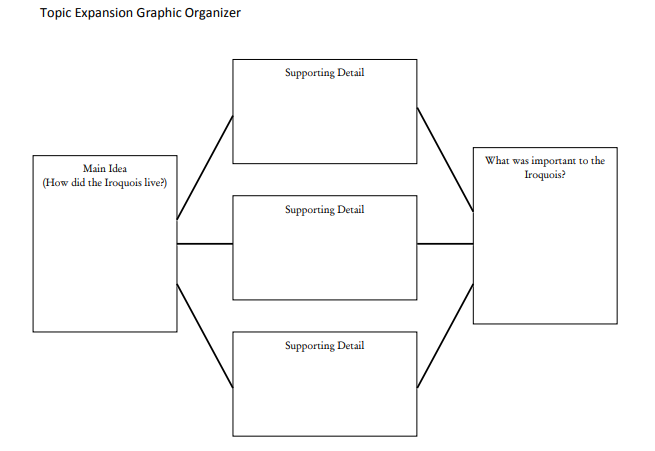 Topic Expansion Graphic Organizer
Supporting Detail
Main Idea
(How did the Iroquois live?)
Supporting Detail
What was important to the
Iroquois?
Supporting Detail